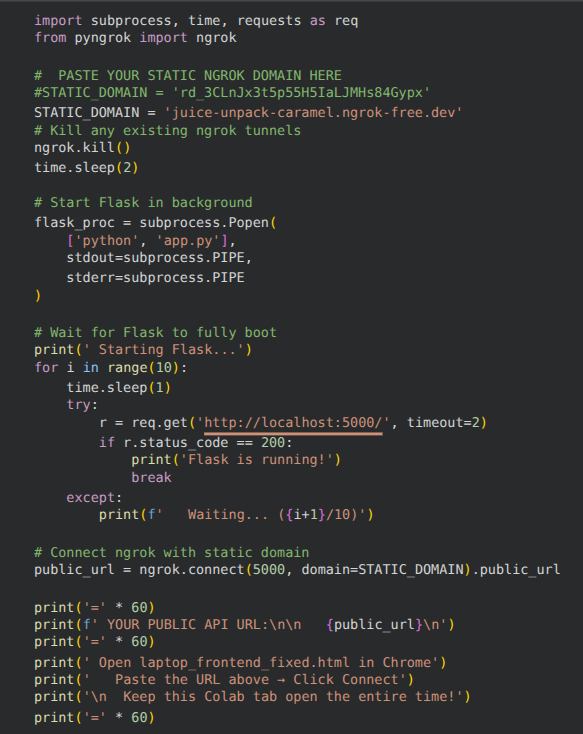 import subprocess, time, requests as req
from pyngrok import ngrok
#  PASTE YOUR STATIC NGROK DOMAIN HERE
#STATIC_DOMAIN = 'rd_3CLnJx3t5p55H5IaLJMHs84Gypx'
STATIC_DOMAIN = 'juice-unpack-caramel.ngrok-free.dev'
# Kill any existing ngrok tunnels
ngrok.kill()
time.sleep(2)
# Start Flask in background
flask_proc = subprocess.Popen(
    ['python', 'app.py'],
    stdout=subprocess.PIPE,
    stderr=subprocess.PIPE
)
# Wait for Flask to fully boot
print(' Starting Flask...')
for i in range(10):
    time.sleep(1)
    try:
        r = req.get('http://localhost:5000/', timeout=2)
        if r.status_code == 200:
            print('Flask is running!')
            break
    except:
        print(f'   Waiting... ({i+1}/10)')
# Connect ngrok with static domain
public_url = ngrok.connect(5000, domain=STATIC_DOMAIN).public_url
print('=' * 60)
print(f' YOUR PUBLIC API URL:\n\n   {public_url}\n')
print('=' * 60)
print(' Open laptop_frontend_fixed.html in Chrome')
print('   Paste the URL above → Click Connect')
print('\n  Keep this Colab tab open the entire time!')
print('=' * 60)